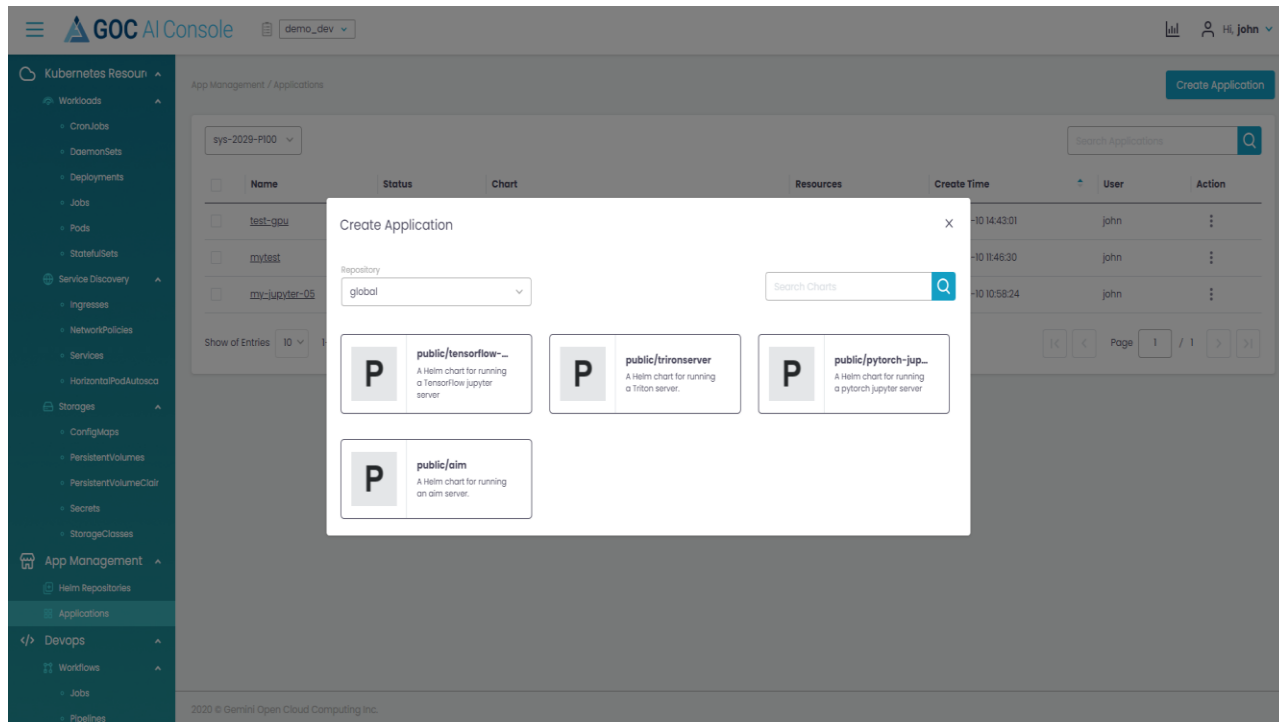 GOC AI Console
demo_dev
Hi, john
Kubernetes Resour
Workloads
CronJobs
DaemonSets
Deployments
Jobs
Pods
StatefulSets
Service Discovery
Ingresses
NetworkPolicies
Services
HorizontalPodAutosca
Storages
ConfigMaps
PersistentVolumes
PersistentVolumeClair
Secrets
StorageClasses
App Management
Helm Repositories
Applications
Devops
Workflows
Jobs
Pipelines
App Management / Applications
Create Application
sys-2029-P100
Search Applications
Name Status Chart Resources Create Time User Action
test-gpu -10 14:43:01 john
mytest -10 11:46:30 john
my-jupyter-05 -10 10:58:24 john
Show of Entries 10 1-
Page 1 / 1
Create Application
X
Repository
global
Search Charts
P
public/tensorflow-...
A Helm chart for running
a TensorFlow jupyter
server
P
public/trironserver
A Helm chart for running
a Triton server.
P
public/pytorch-jup...
A Helm chart for running
a pytorch jupyter server
P
public/aim
A Helm chart for running
an aim server.
2020 © Gemini Open Cloud Computing Inc.